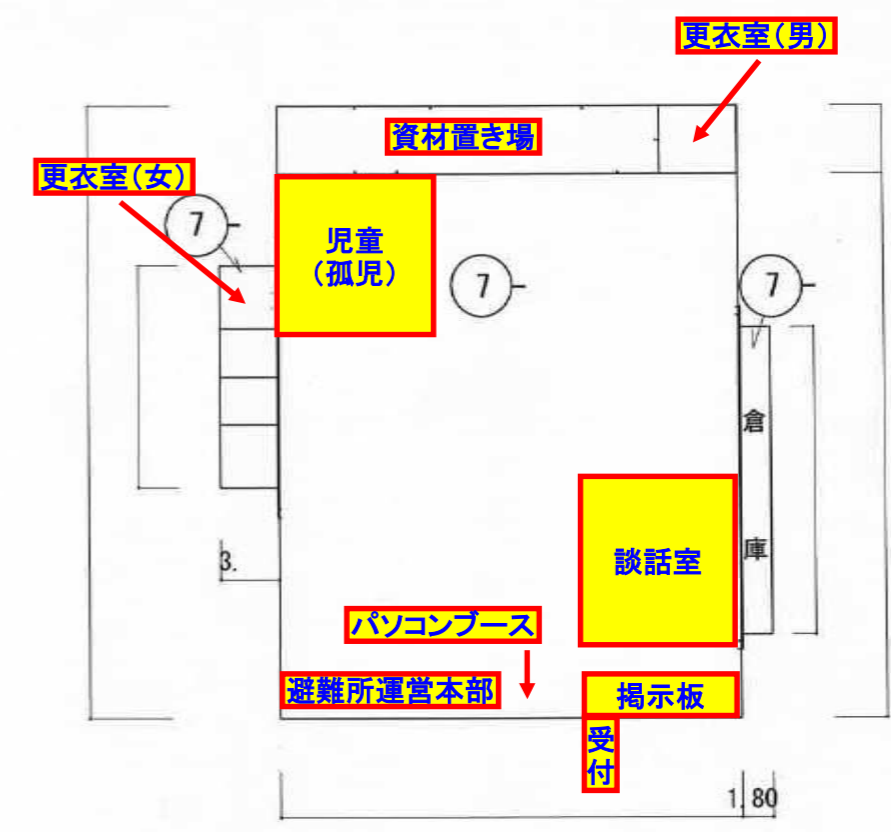 更衣室（男）
資材置き場
更衣室（女）
7
児童
（孤児）
7
7
倉
庫
談話室
3.
パソコンブース
避難所運営本部
掲示板
受
付
1.80